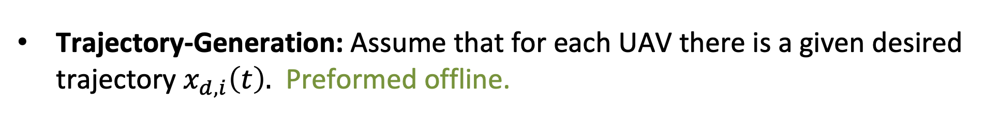 • Trajectory-Generation: Assume that for each UAV there is a given desired
trajectory $x_{d,i}(t)$. Preformed offline.